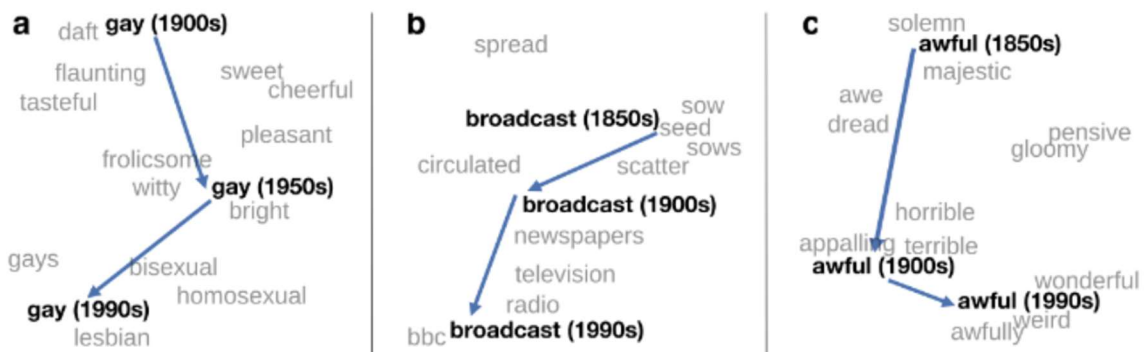 a
daft
gay (1900s)
flaunting
sweet
tasteful
cheerful
pleasant
frolicsome
witty
gay (1950s)
bright
gays
bisexual
homosexual
gay (1990s)
lesbian
b
spread
broadcast (1850s)
sow
seed
sows
circulated
scatter
broadcast (1900s)
newspapers
television
radio
bbc
broadcast (1990s)
c
solemn
awful (1850s)
majestic
awe
dread
pensive
gloomy
horrible
appalling
terrible
awful (1900s)
wonderful
awful (1990s)
weird
awfully